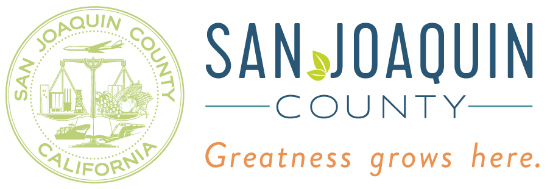 SAN JOAQUIN COUNTY
CALIFORNIA
SAN JOAQUIN
COUNTY
Greatness grows here.